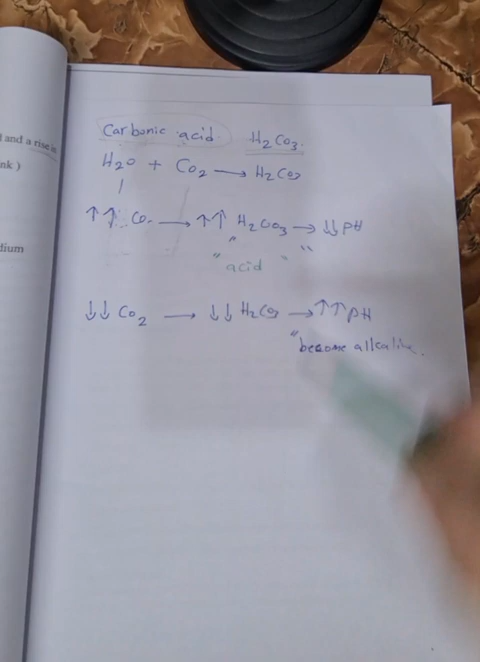 and a rise in
nk )
dium
Carbonic acid H2CO3.
H2O + CO2 → H2CO3
↑↑ CO → ↑↑ H2CO3 → ↓↓ pH
" acid "
↓↓ CO2 → ↓↓ H2CO3 → ↑↑ pH
"become alkaline.